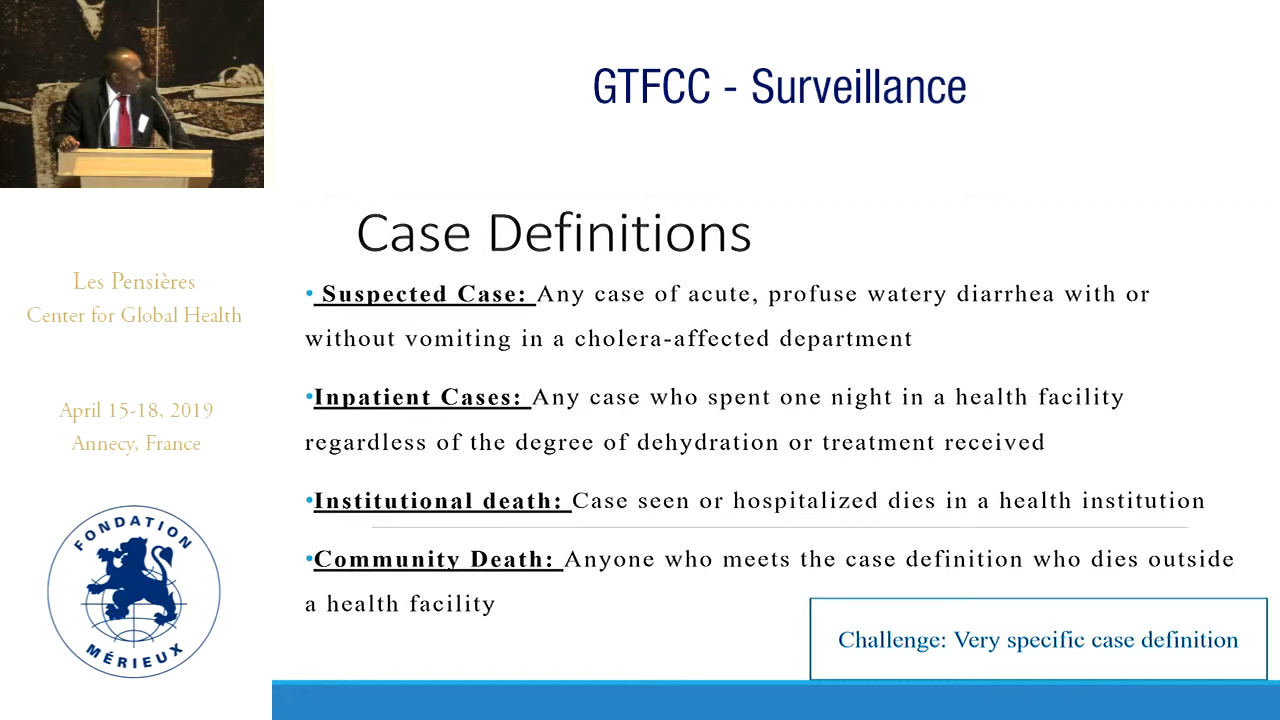 GTFCC - Surveillance
Les Pensières
Center for Global Health
April 15-18, 2019
Annecy, France
FONDATION
MÉRIEUX
Case Definitions
• Suspected Case: Any case of acute, profuse watery diarrhea with or
without vomiting in a cholera-affected department
•Inpatient Cases: Any case who spent one night in a health facility
regardless of the degree of dehydration or treatment received
•Institutional death: Case seen or hospitalized dies in a health institution
•Community Death: Anyone who meets the case definition who dies outside
a health facility
Challenge: Very specific case definition